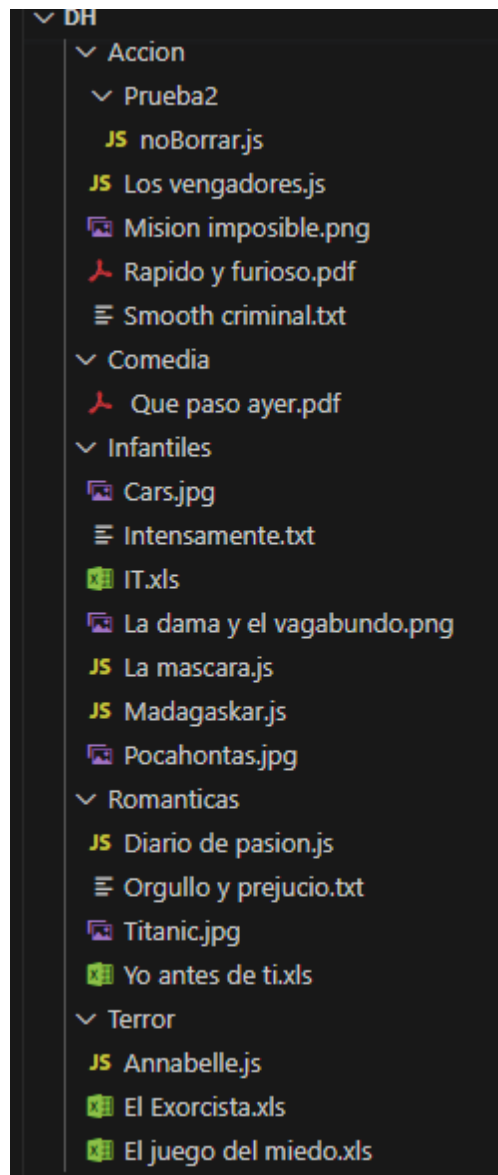 DH
Accion
Prueba2
JS noBorrar.js
JS Los vengadores.js
Mision imposible.png
Rapido y furioso.pdf
Smooth criminal.txt
Comedia
Que paso ayer.pdf
Infantiles
Cars.jpg
Intensamente.txt
IT.xls
La dama y el vagabundo.png
JS La mascara.js
JS Madagaskar.js
Pocahontas.jpg
Romanticas
JS Diario de pasion.js
Orgullo y prejucio.txt
Titanic.jpg
Yo antes de ti.xls
Terror
JS Annabelle.js
El Exorcista.xls
El juego del miedo.xls